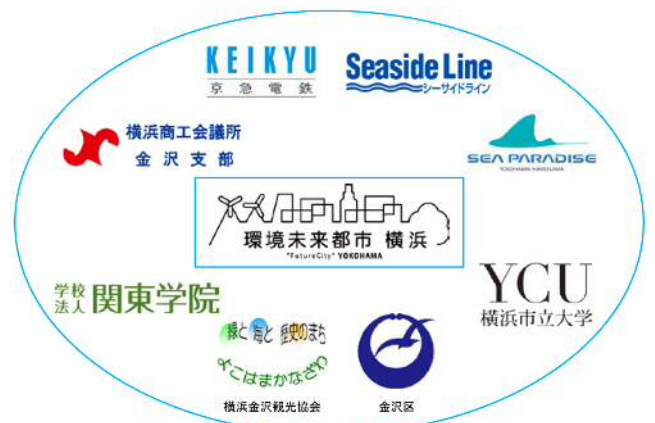 KEIKYU
京急電鉄
Seaside Line
シーサイドライン
横浜商工会議所
金沢支部
SEA PARADISE
YOKOHAMA HAKKEIJIMA
環境未来都市 横浜
"FutureCity" YOKOHAMA
学校法人 関東学院
YCU
横浜市立大学
緑と海と歴史のまち
よこはまかなざわ
横浜金沢観光協会
金沢区